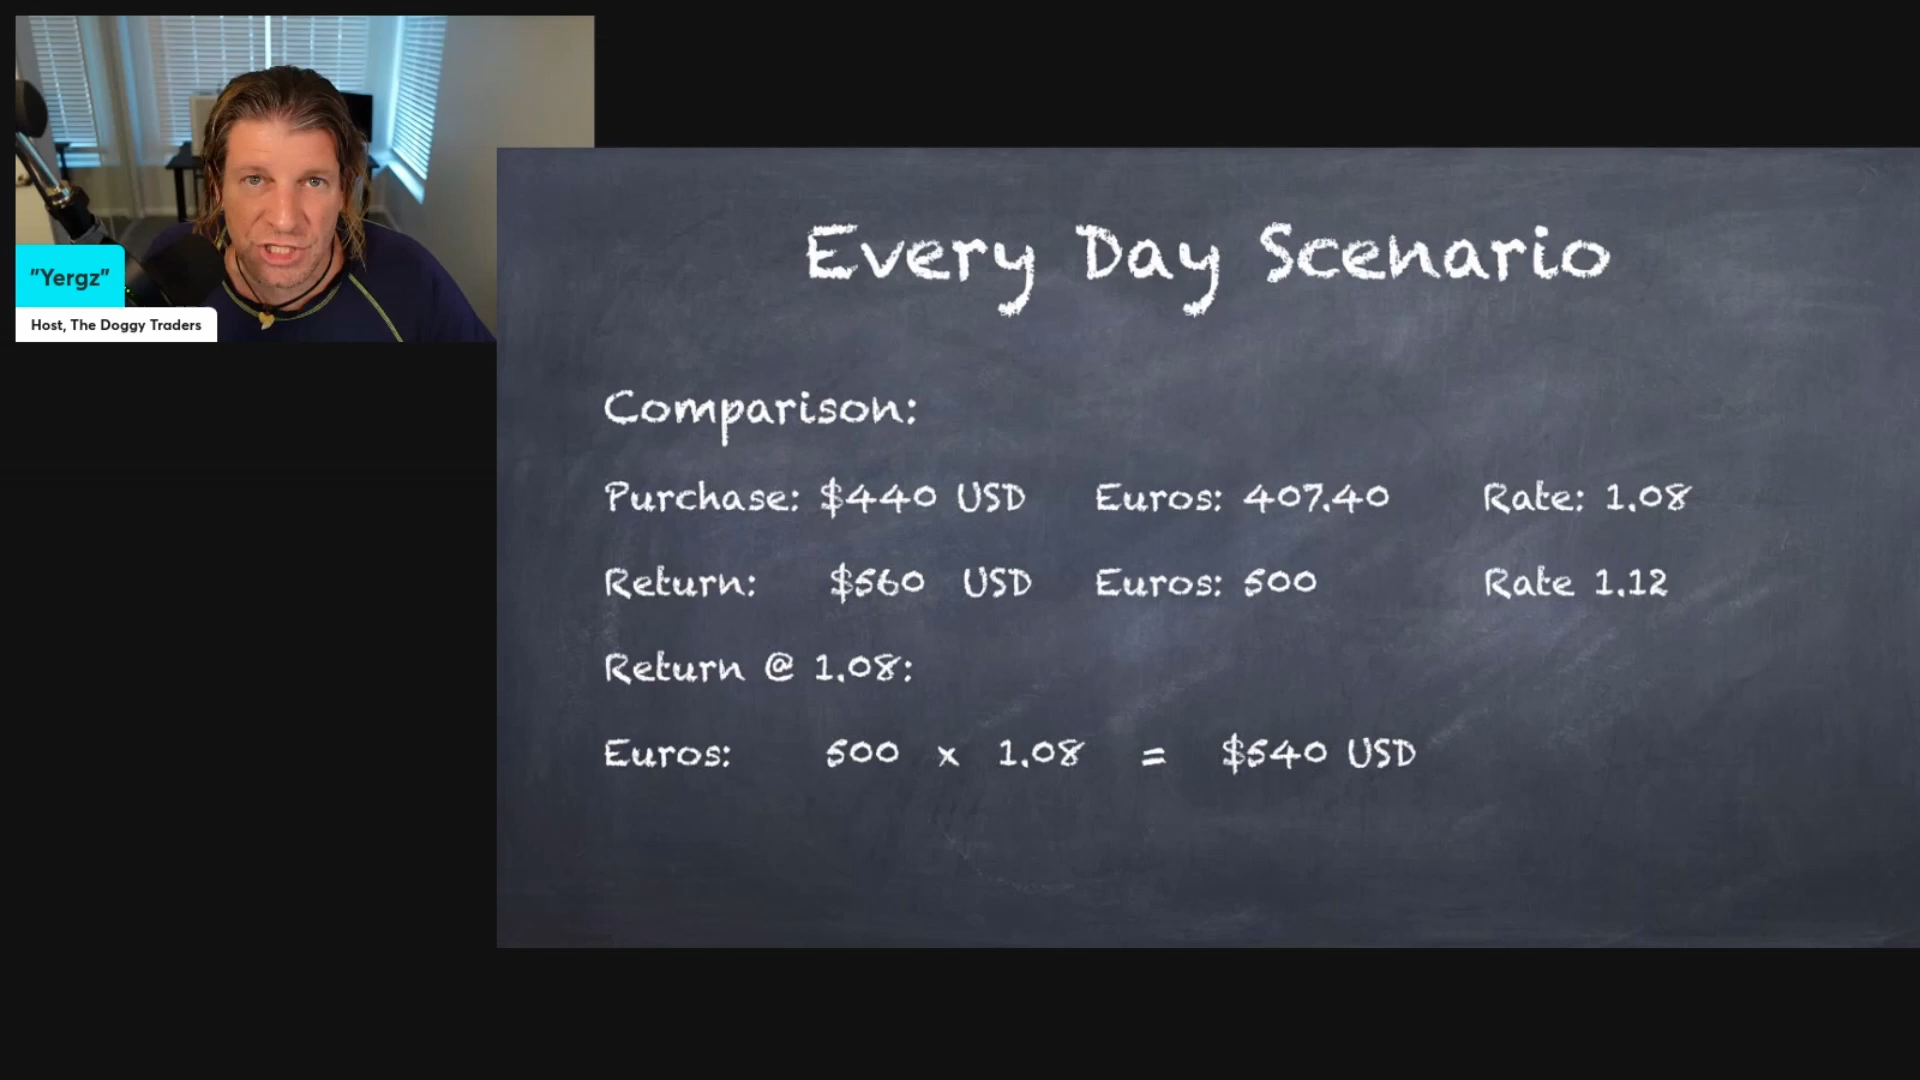 "Yergz"
Host, The Doggy Traders
Every Day Scenario
Comparison:
Purchase: $440 USD Euros: 407.40 Rate: 1.08
Return: $560 USD Euros: 500 Rate 1.12
Return @ 1.08:
Euros: 500 x 1.08 = $540 USD